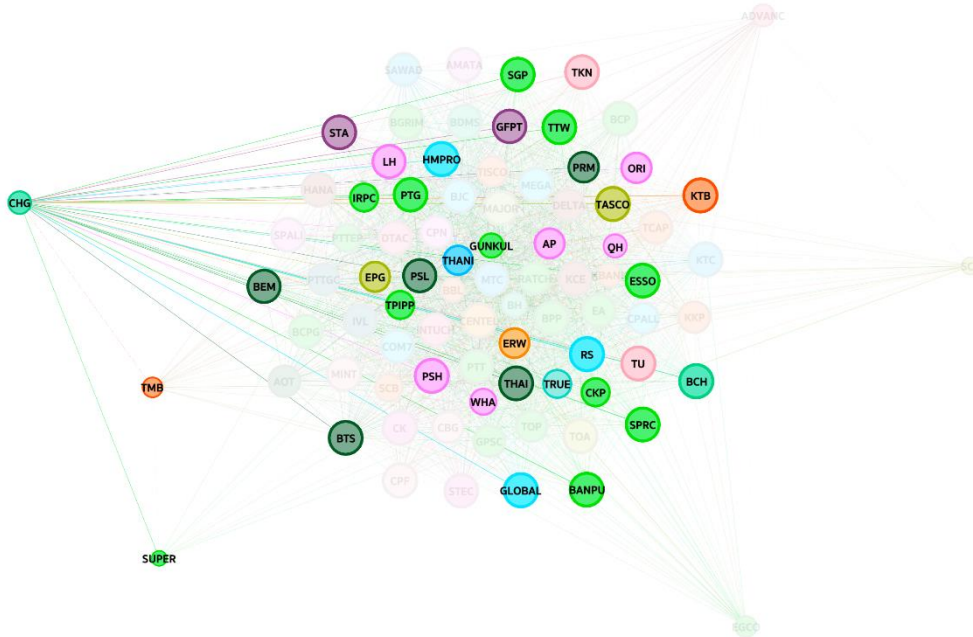 ADVANC
SAWAD
AMATA
SGP
TKN
BGRIM
BDMS
BCP
STA
GFPT
TTW
LH
HMPRO
TISCO
PRM
ORI
HANA
IRPC
PTG
BJC
MEGA
MAJOR
DELTA
TASCO
KTB
CHG
SPALI
PTTEP
DTAC
CPN
GUNKUL
AP
QH
TCAP
THANI
KTC
BEM
PTTGC
EPG
PSL
BBL
MTC
RATCH
KCE
ESSO
TPIPP
BH
BPP
EA
CPALL
KKP
BCPG
IVL
INTUCH
CENTEL
COM7
ERW
RS
TU
TMB
AOT
MINT
SCB
PSH
PTT
THAI
TRUE
CKP
BCH
WHA
BTS
CK
CBG
GPSC
TOP
TOA
SPRC
CPF
STEC
GLOBAL
BANPU
SUPER
EGCO